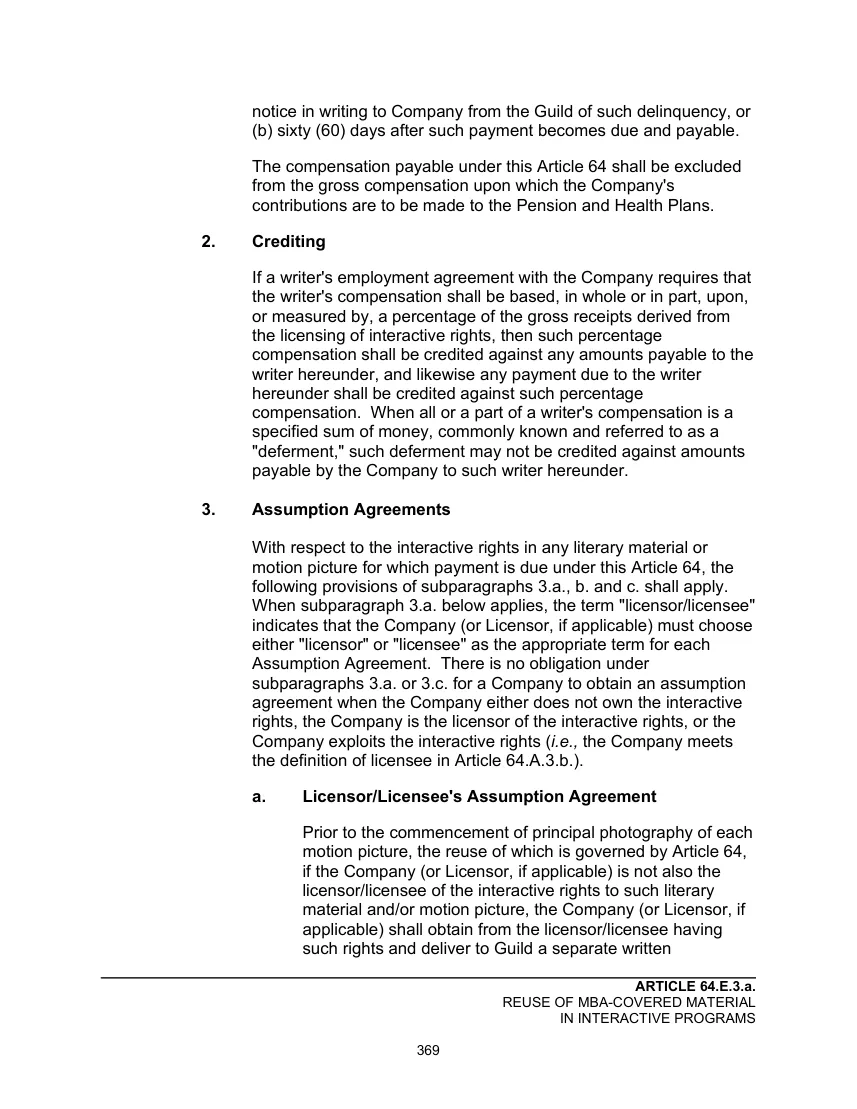 notice in writing to Company from the Guild of such delinquency, or
(b) sixty (60) days after such payment becomes due and payable.
The compensation payable under this Article 64 shall be excluded
from the gross compensation upon which the Company's
contributions are to be made to the Pension and Health Plans.
2. Crediting
If a writer's employment agreement with the Company requires that
the writer's compensation shall be based, in whole or in part, upon,
or measured by, a percentage of the gross receipts derived from
the licensing of interactive rights, then such percentage
compensation shall be credited against any amounts payable to the
writer hereunder, and likewise any payment due to the writer
hereunder shall be credited against such percentage
compensation.  When all or a part of a writer's compensation is a
specified sum of money, commonly known and referred to as a
"deferment," such deferment may not be credited against amounts
payable by the Company to such writer hereunder.
3. Assumption Agreements
With respect to the interactive rights in any literary material or
motion picture for which payment is due under this Article 64, the
following provisions of subparagraphs 3.a., b. and c. shall apply.
When subparagraph 3.a. below applies, the term "licensor/licensee"
indicates that the Company (or Licensor, if applicable) must choose
either "licensor" or "licensee" as the appropriate term for each
Assumption Agreement.  There is no obligation under
subparagraphs 3.a. or 3.c. for a Company to obtain an assumption
agreement when the Company either does not own the interactive
rights, the Company is the licensor of the interactive rights, or the
Company exploits the interactive rights (i.e., the Company meets
the definition of licensee in Article 64.A.3.b.).
a. Licensor/Licensee's Assumption Agreement
Prior to the commencement of principal photography of each
motion picture, the reuse of which is governed by Article 64,
if the Company (or Licensor, if applicable) is not also the
licensor/licensee of the interactive rights to such literary
material and/or motion picture, the Company (or Licensor, if
applicable) shall obtain from the licensor/licensee having
such rights and deliver to Guild a separate written
ARTICLE 64.E.3.a.
REUSE OF MBA-COVERED MATERIAL
IN INTERACTIVE PROGRAMS
369